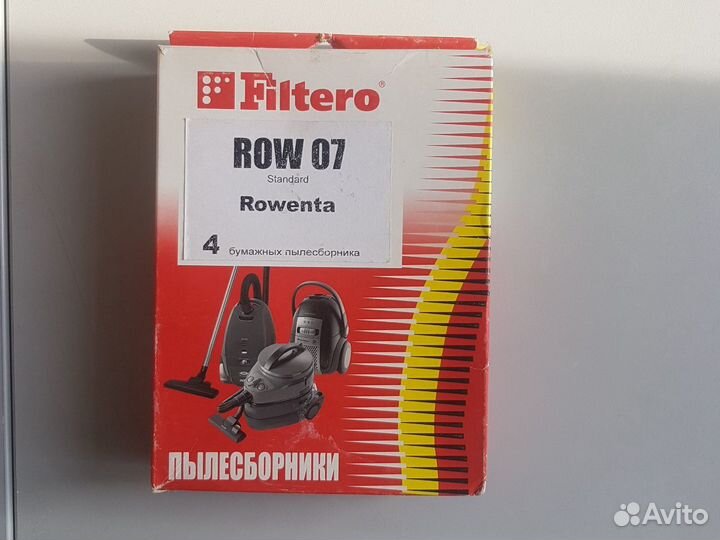 Filtero®
ROW 07
Standard
Rowenta
4 бумажных пылесборника
ПЫЛЕСБОРНИКИ
Avito